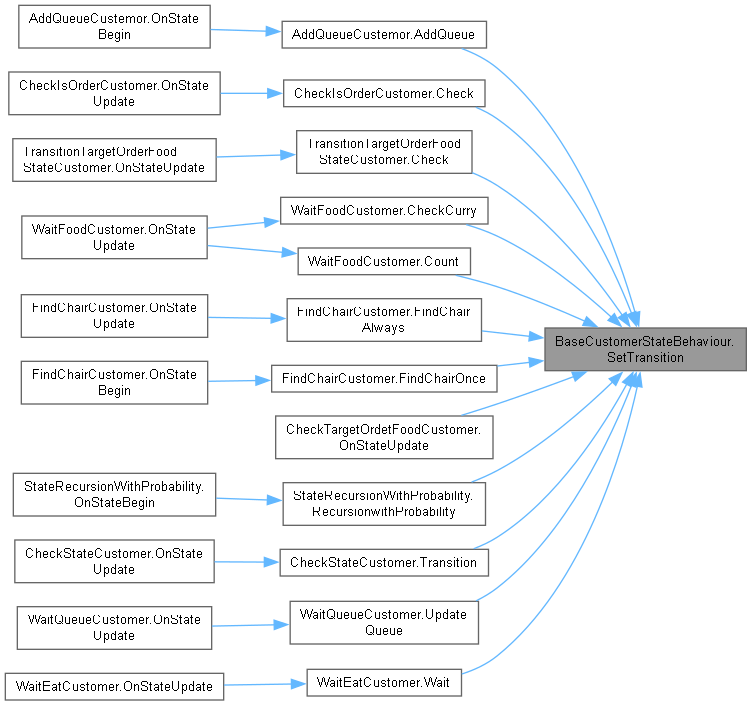 AddQueueCustemor.OnState
Begin
AddQueueCustemor.AddQueue
CheckIsOrderCustomer.OnState
Update
CheckIsOrderCustomer.Check
TransitionTargetOrderFood
StateCustomer.OnStateUpdate
TransitionTargetOrderFood
StateCustomer.Check
WaitFoodCustomer.OnState
Update
WaitFoodCustomer.CheckCurry
WaitFoodCustomer.Count
FindChairCustomer.OnState
Update
FindChairCustomer.FindChair
Always
BaseCustomerStateBehaviour.
SetTransition
FindChairCustomer.OnState
Begin
FindChairCustomer.FindChairOnce
CheckTargetOrdetFoodCustomer.
OnStateUpdate
StateRecursionWithProbability.
OnStateBegin
StateRecursionWithProbability.
RecursionwithProbability
CheckStateCustomer.OnState
Update
CheckStateCustomer.Transition
WaitQueueCustomer.OnState
Update
WaitQueueCustomer.Update
Queue
WaitEatCustomer.OnStateUpdate
WaitEatCustomer.Wait